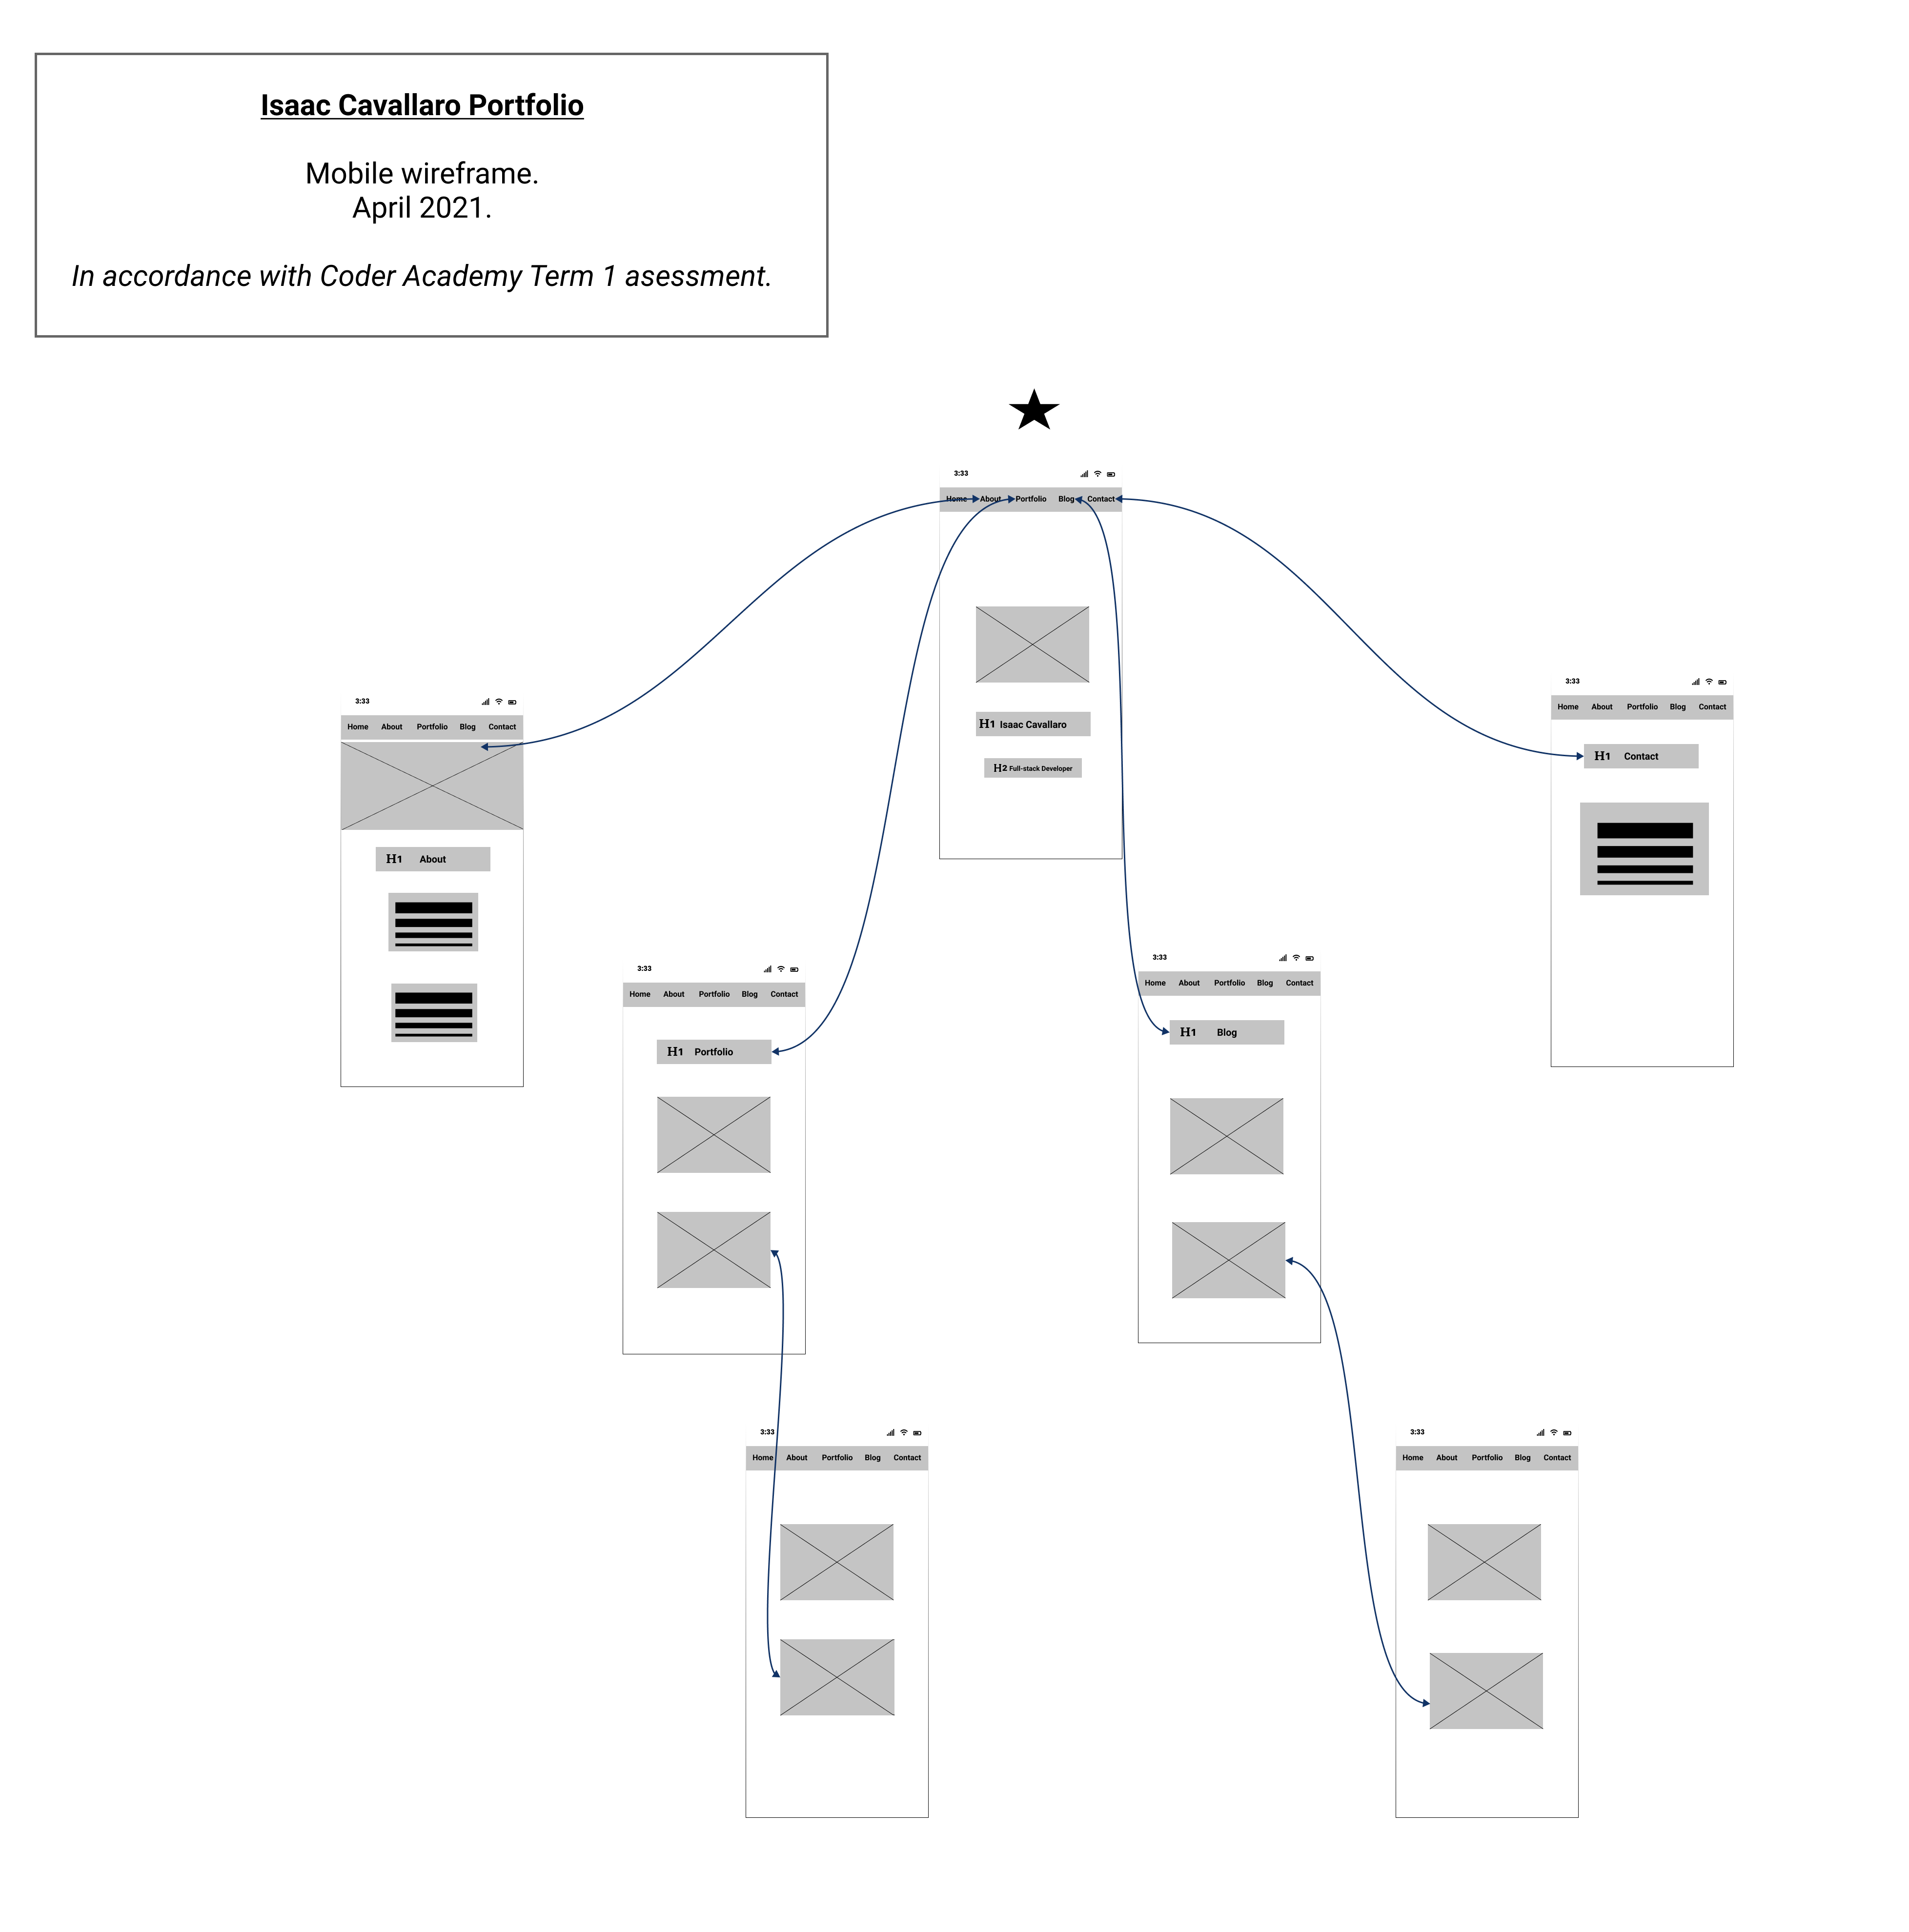 Isaac Cavallaro Portfolio
Mobile wireframe.
April 2021.
In accordance with Coder Academy Term 1 asessment.
3:33
Home About Portfolio Blog Contact
H1 Isaac Cavallaro
H2 Full-stack Developer
3:33
Home About Portfolio Blog Contact
H1 About
3:33
Home About Portfolio Blog Contact
H1 Portfolio
3:33
Home About Portfolio Blog Contact
H1 Blog
3:33
Home About Portfolio Blog Contact
H1 Contact
3:33
Home About Portfolio Blog Contact
3:33
Home About Portfolio Blog Contact